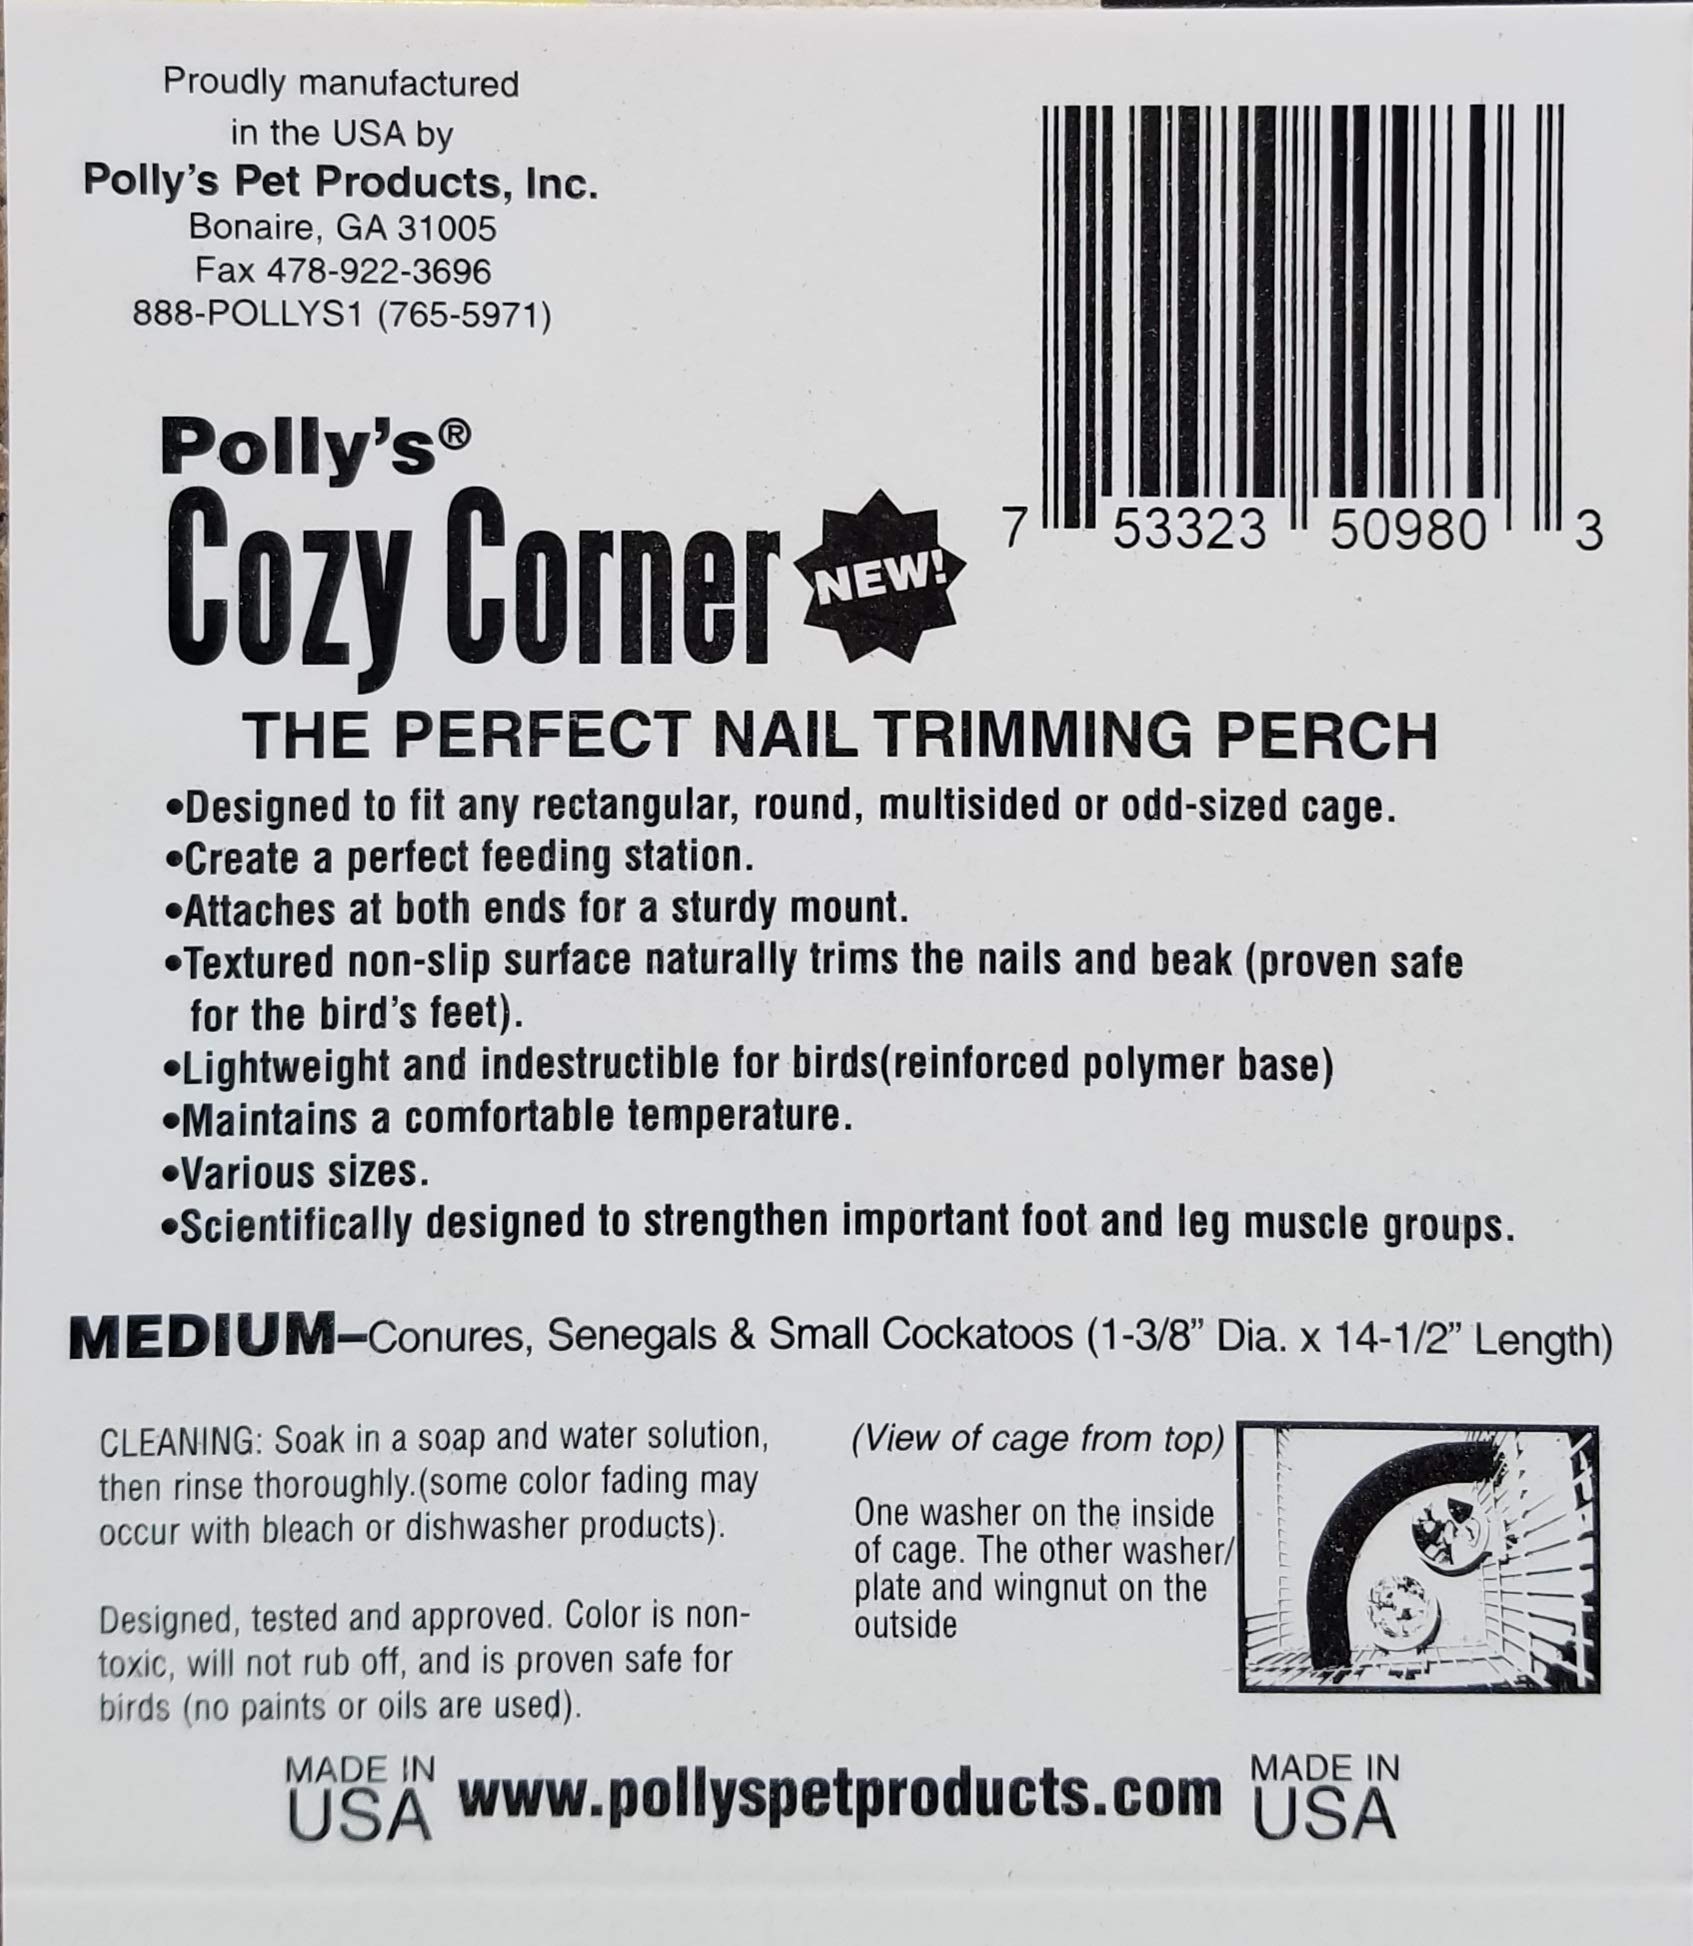 Proudly manufactured
in the USA by
Polly's Pet Products, Inc.
Bonaire, GA 31005
Fax 478-922-3696
888-POLLYS1 (765-5971)
7 53323 50980 3
Polly's®
Cozy Corner
NEW!
THE PERFECT NAIL TRIMMING PERCH
•Designed to fit any rectangular, round, multisided or odd-sized cage.
•Create a perfect feeding station.
•Attaches at both ends for a sturdy mount.
•Textured non-slip surface naturally trims the nails and beak (proven safe
for the bird's feet).
•Lightweight and indestructible for birds(reinforced polymer base)
•Maintains a comfortable temperature.
•Various sizes.
•Scientifically designed to strengthen important foot and leg muscle groups.
MEDIUM–Conures, Senegals & Small Cockatoos (1-3/8” Dia. x 14-1/2” Length)
CLEANING: Soak in a soap and water solution,
then rinse thoroughly.(some color fading may
occur with bleach or dishwasher products).
Designed, tested and approved. Color is non-
toxic, will not rub off, and is proven safe for
birds (no paints or oils are used).
(View of cage from top)
One washer on the inside
of cage. The other washer/
plate and wingnut on the
outside
MADE IN
USA
www.pollyspetproducts.com
MADE IN
USA